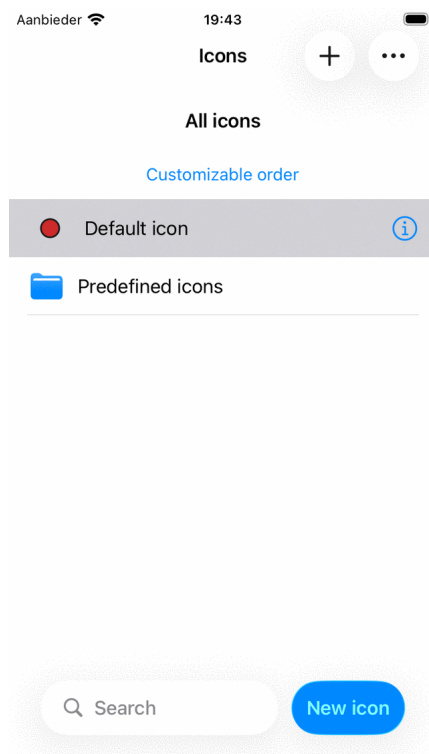 Aanbieder 19:43
Icons
All icons
Customizable order
Default icon
Predefined icons
Search New icon